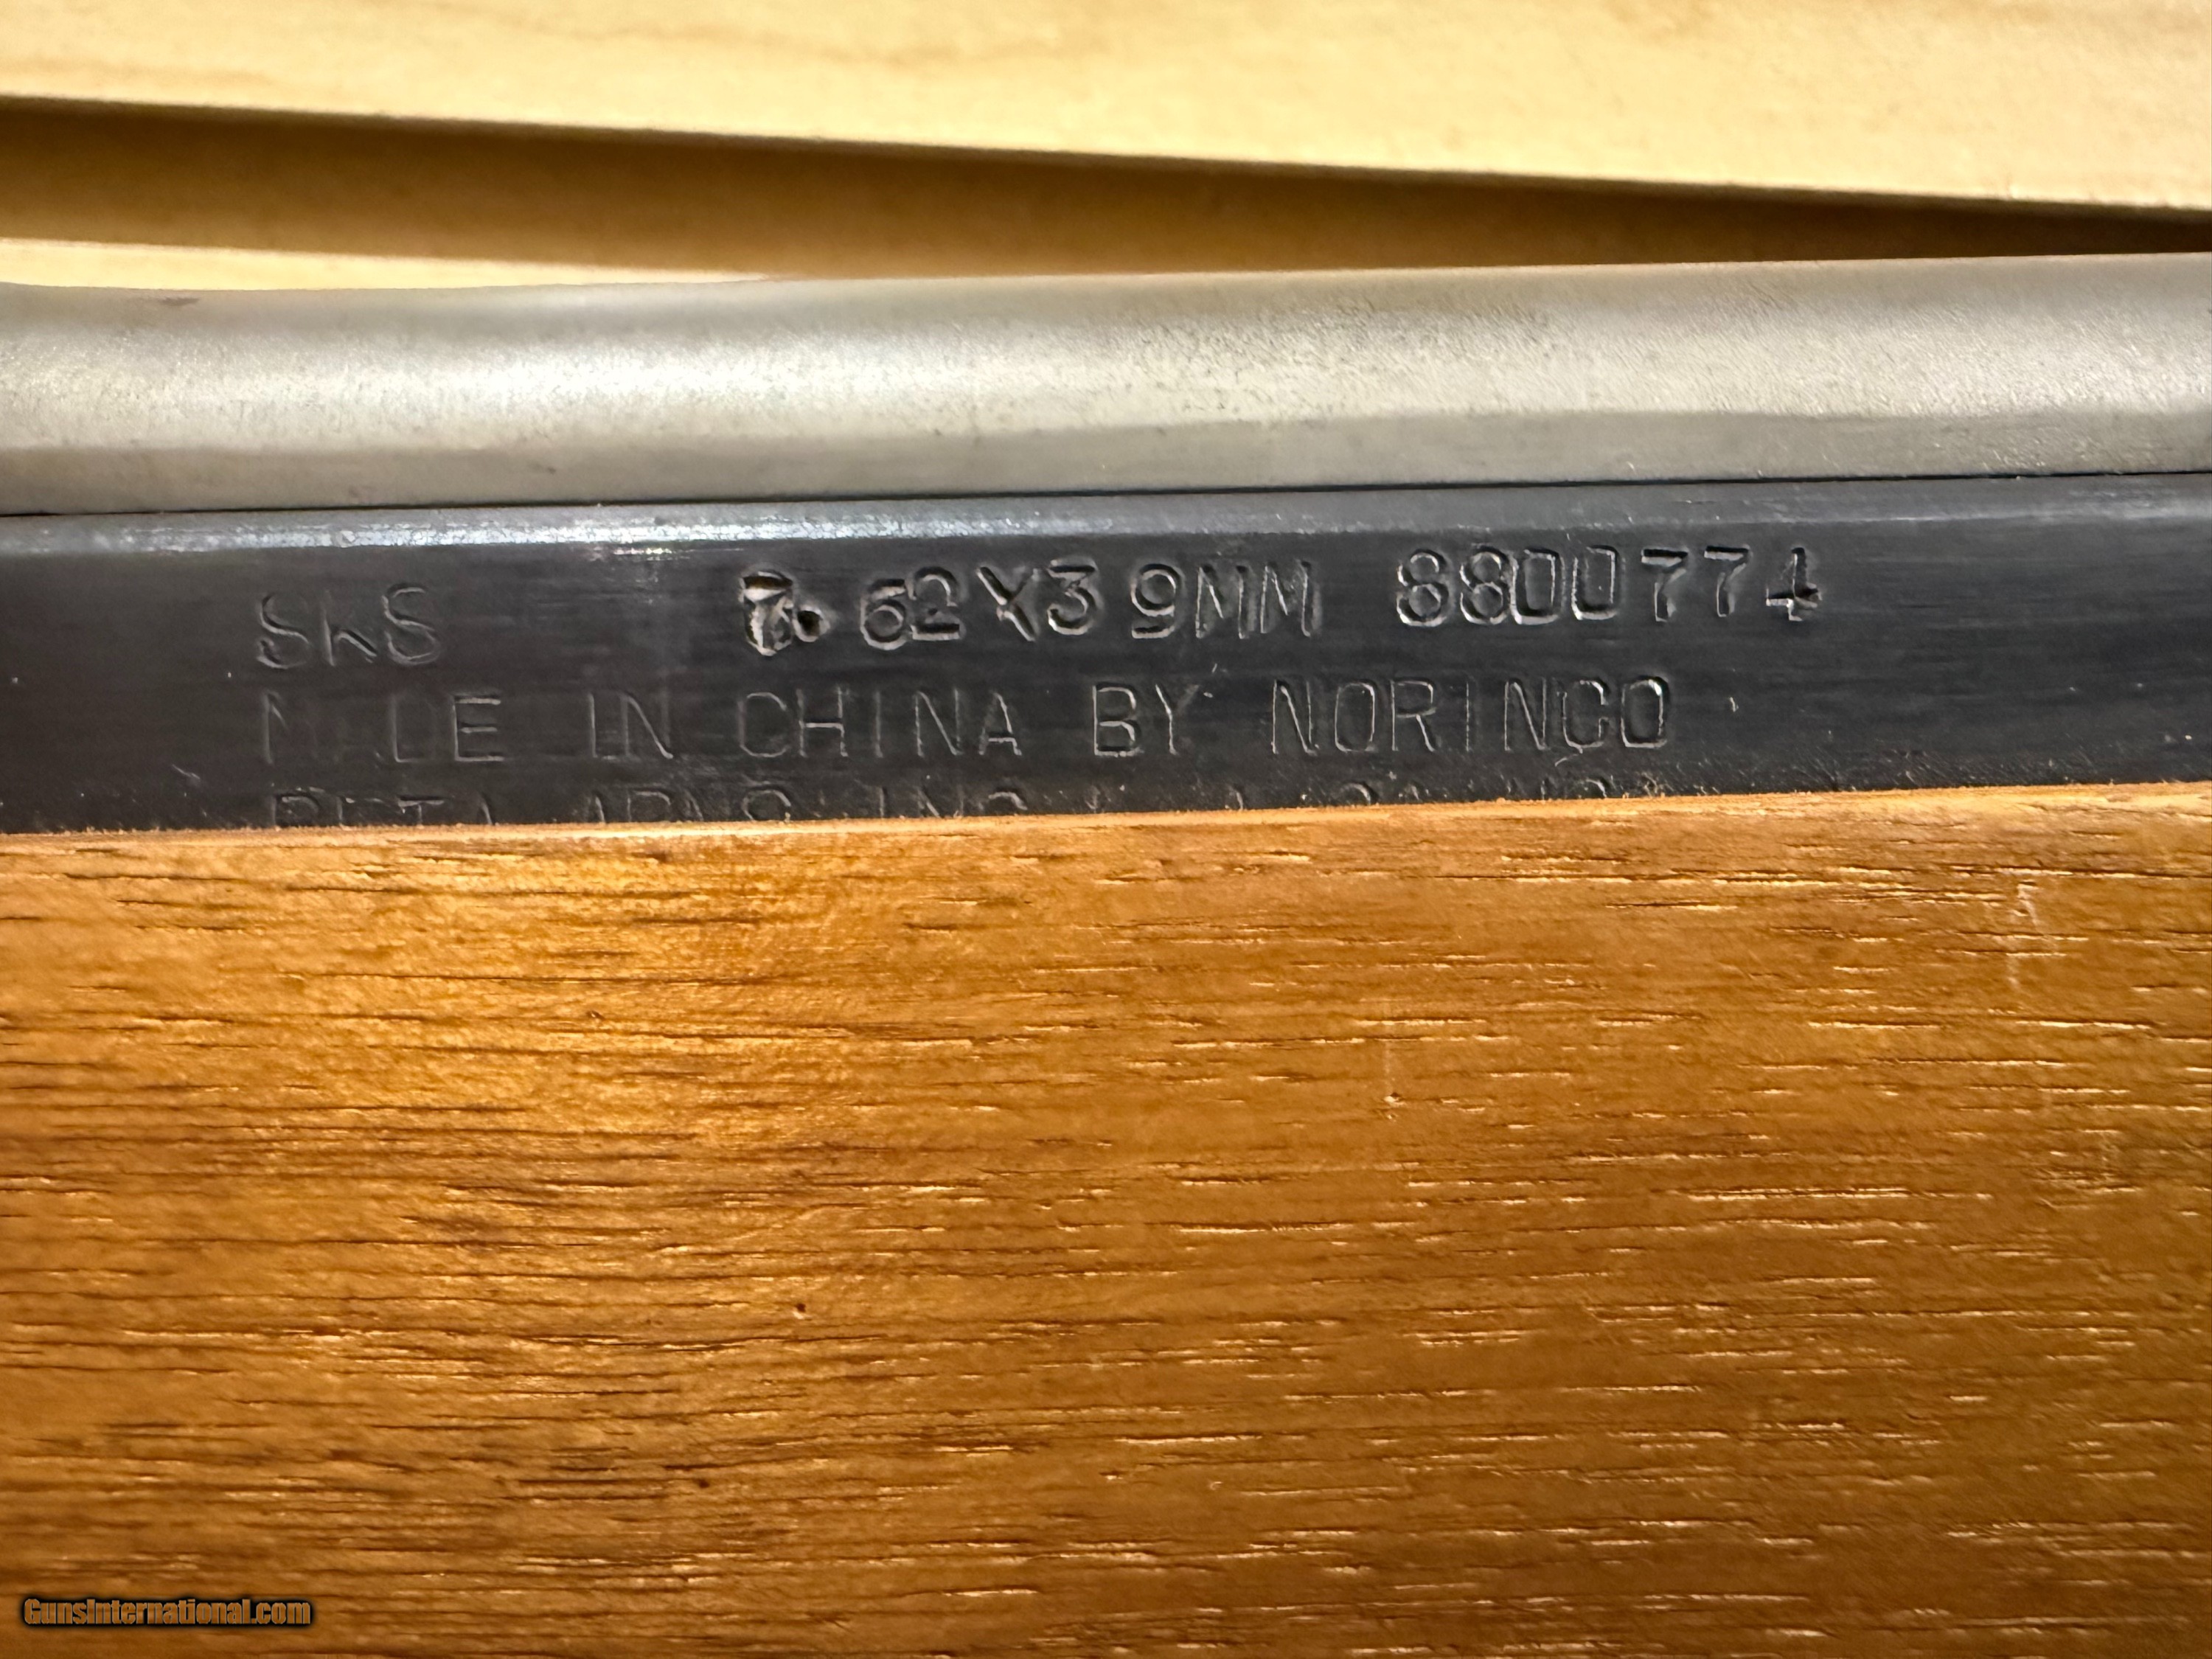 SKS 7.62X39MM 8800774
MADE IN CHINA BY NORINCO
GunsInternational.com